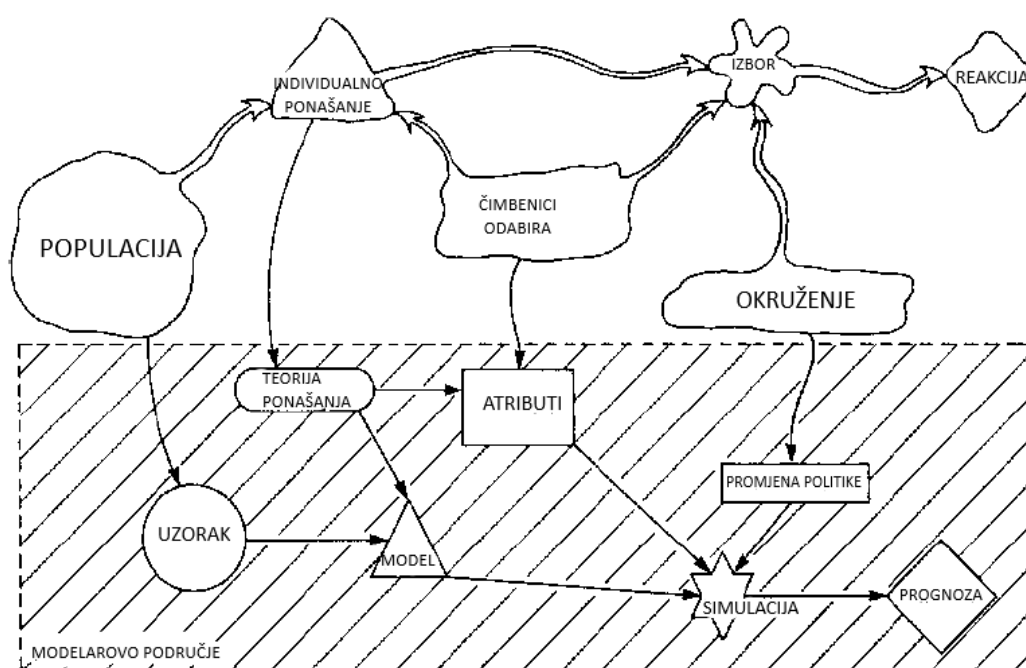 INDIVIDUALNO
PONAŠANJE
IZBOR
REAKCIJA
POPULACIJA
ČIMBENICI
ODABIRA
OKRUŽENJE
TEORIJA
PONAŠANJA
ATRIBUTI
PROMJENA POLITIKE
UZORAK
MODEL
SIMULACIJA
PROGNOZA
MODELAROVO PODRUČJE